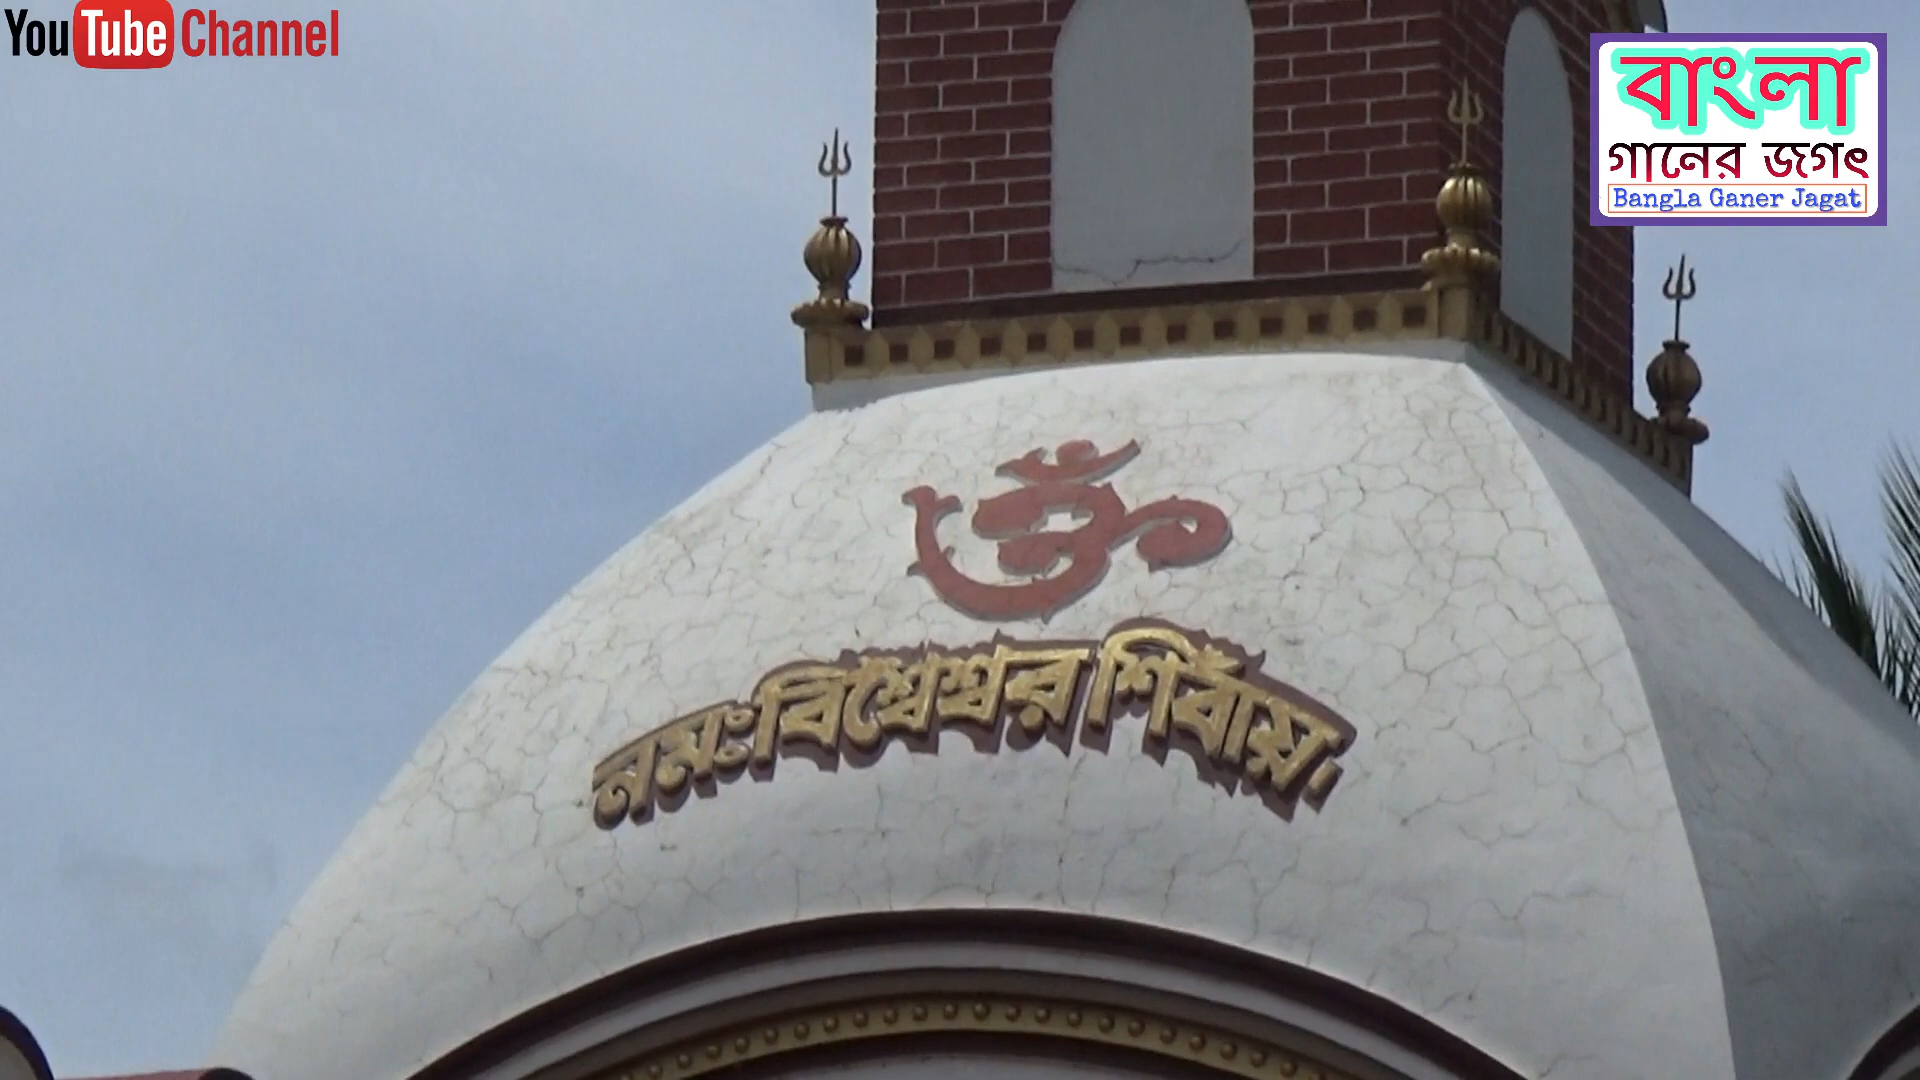 YouTube Channel
বাংলা
গানের জগৎ
Bangla Ganer Jagat
ওঁ
নমঃ বিশ্বেশ্বর শিবায়